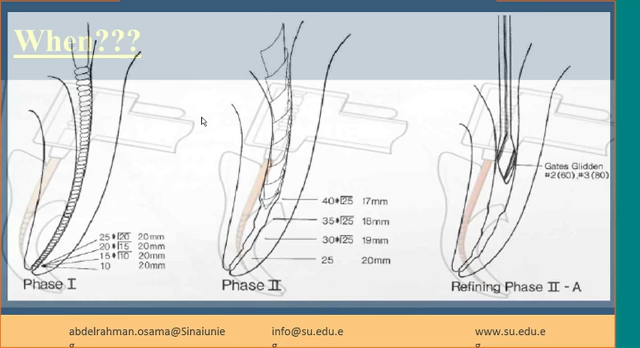 When???
Gates Glidden
#2(60),#3(80)
40 25 17mm
35 25 18mm
30 25 19mm
25 20mm
25 20 20mm
20 15 20mm
15 10 20mm
10 20mm
Phase I
Phase II
Refining Phase II - A
abdelrahman.osama@Sinaiunie
g
info@su.edu.e
g
www.su.edu.e
g